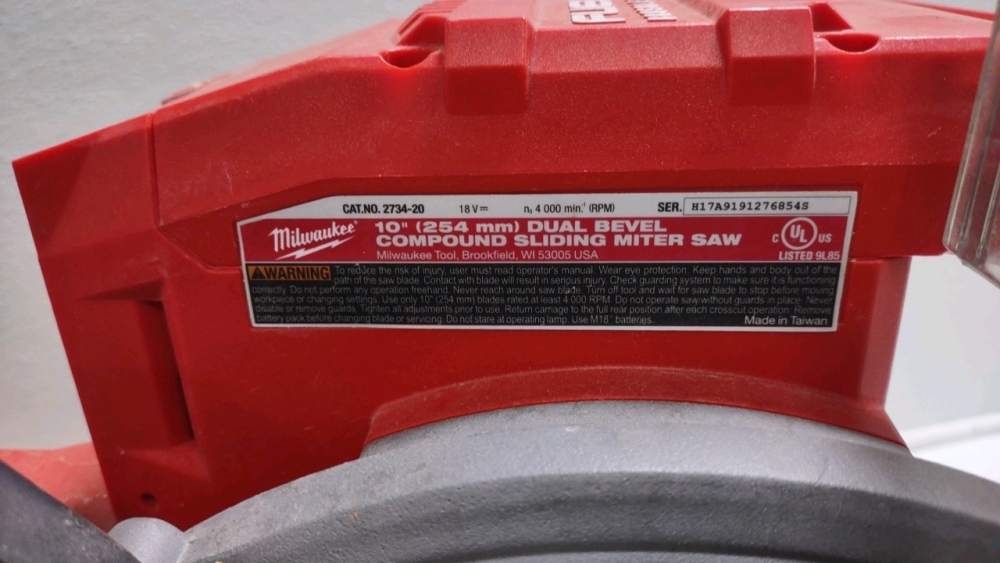 CAT.NO. 2734-20 18 V⎓ n₀ 4 000 min.⁻¹ (RPM) SER. H17A9191276854S
Milwaukee®
10" (254 mm) DUAL BEVEL
COMPOUND SLIDING MITER SAW
Milwaukee Tool, Brookfield, WI 53005 USA
C UL US
LISTED 9L85
WARNING To reduce the risk of injury, user must read operator's manual. Wear eye protection. Keep hands and body out of the
path of the saw blade. Contact with blade will result in serious injury. Check guarding system to make sure it is functioning
correctly. Do not perform any operation freehand. Never reach around saw blade. Turn off tool and wait for saw blade to stop before moving
workpiece or changing settings. Use only 10" (254 mm) blades rated at least 4 000 RPM. Do not operate saw without guards in place. Never
disable or remove guards. Tighten all adjustments prior to use. Return carriage to the full rear position after each crosscut operation. Remove
battery pack before changing blade or servicing. Do not stare at operating lamp. Use M18™ batteries.
Made in Taiwan